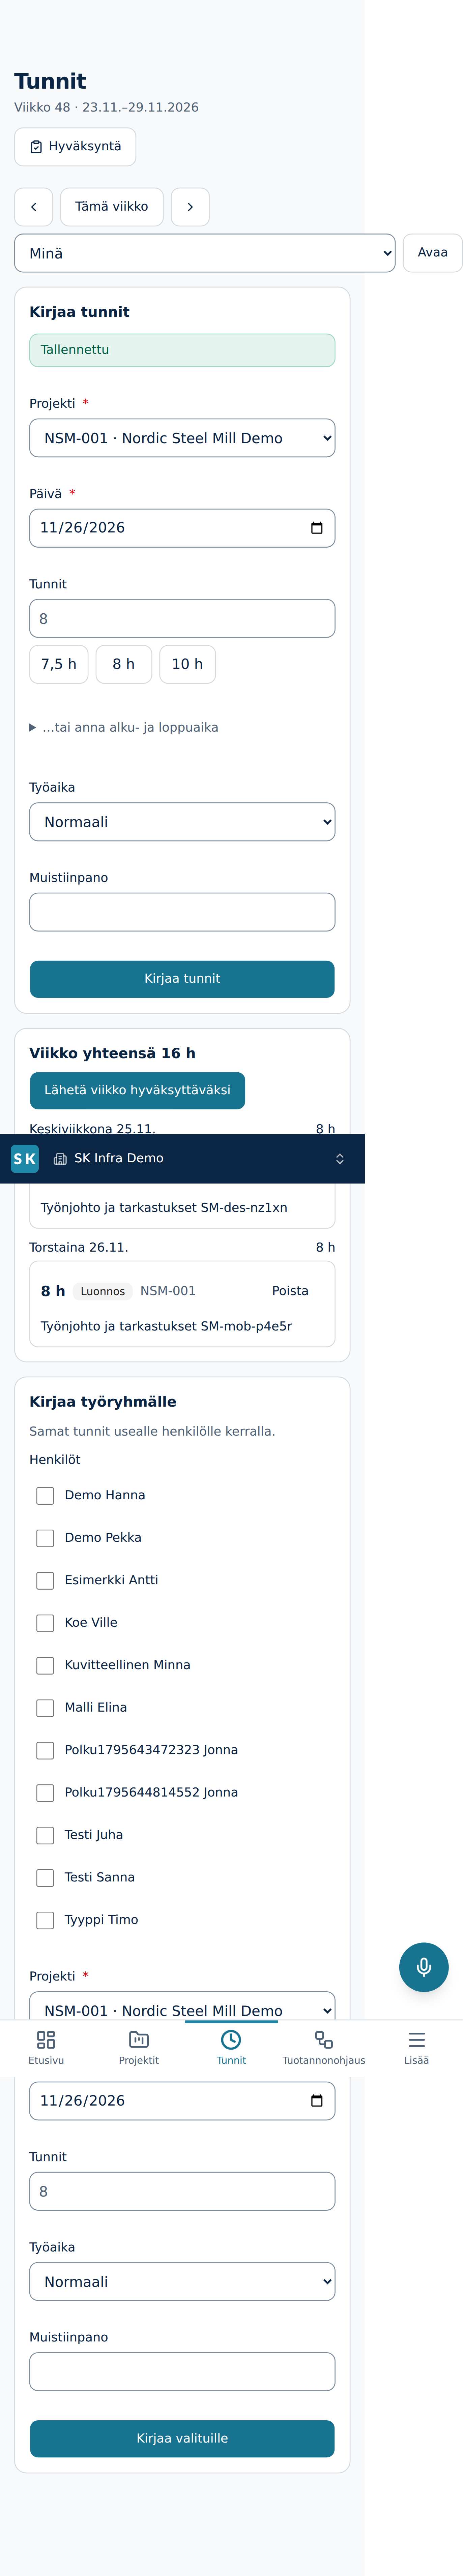 Tunnit
Viikko 48 · 23.11.–29.11.2026
Hyväksyntä
Tämä viikko
Minä
Avaa
Kirjaa tunnit
Tallennettu
Projekti *
NSM-001 · Nordic Steel Mill Demo
Päivä *
11/26/2026
Tunnit
8
7,5 h
8 h
10 h
…tai anna alku- ja loppuaika
Työaika
Normaali
Muistiinpano
Kirjaa tunnit
Viikko yhteensä 16 h
Lähetä viikko hyväksyttäväksi
Keskiviikkona 25.11. 8 h
SK SK Infra Demo
Työnjohto ja tarkastukset SM-des-nz1xn
Torstaina 26.11. 8 h
8 h Luonnos NSM-001 Poista
Työnjohto ja tarkastukset SM-mob-p4e5r
Kirjaa työryhmälle
Samat tunnit usealle henkilölle kerralla.
Henkilöt
Demo Hanna
Demo Pekka
Esimerkki Antti
Koe Ville
Kuvitteellinen Minna
Malli Elina
Polku1795643472323 Jonna
Polku1795644814552 Jonna
Testi Juha
Testi Sanna
Tyyppi Timo
Projekti *
NSM-001 · Nordic Steel Mill Demo
Etusivu
Projektit
Tunnit
Tuotannonohjaus
Lisää
11/26/2026
Tunnit
8
Työaika
Normaali
Muistiinpano
Kirjaa valituille